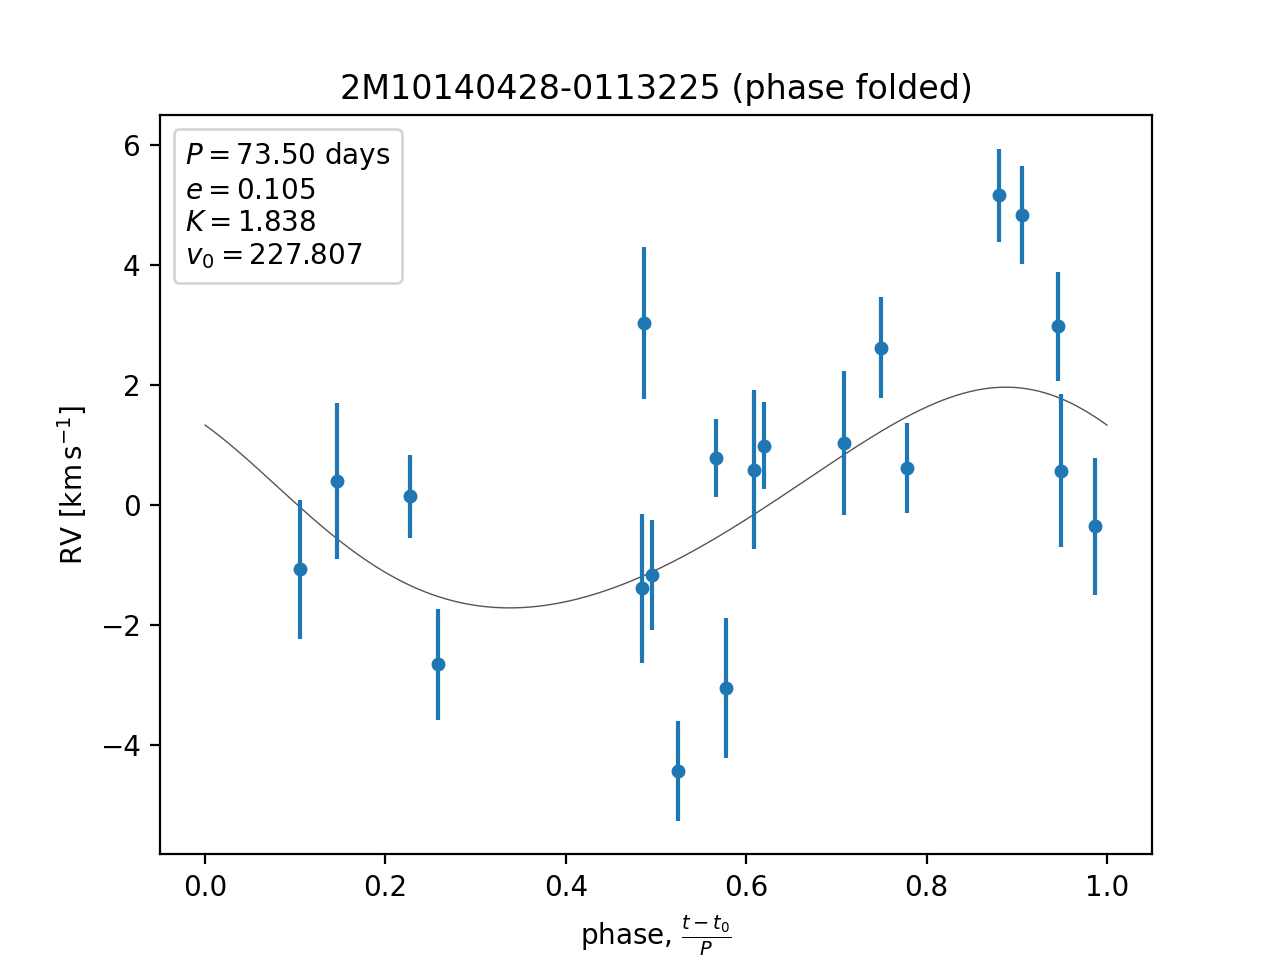 2M10140428-0113225 (phase folded)
P = 73.50 days
e = 0.105
K = 1.838
v₀ = 227.807
6
4
2
0
−2
−4
RV [km s⁻¹]
0.0 0.2 0.4 0.6 0.8 1.0
phase, (t − t₀)/P